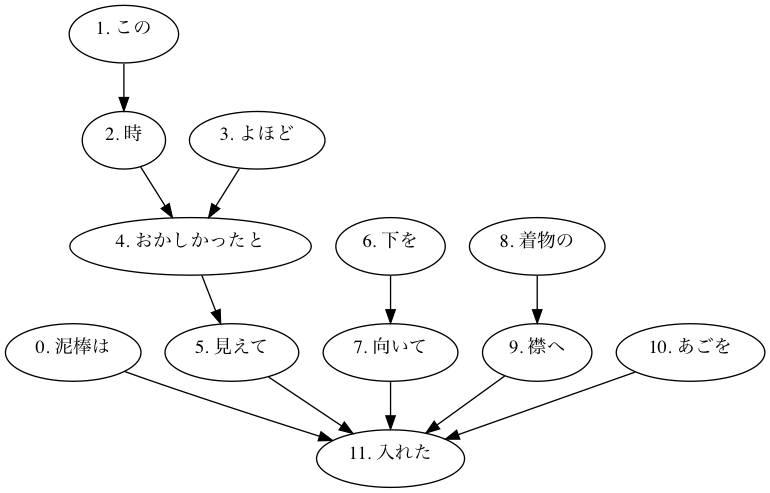 1. この
2. 時
3. よほど
4. おかしかったと
6. 下を
8. 着物の
0. 泥棒は
5. 見えて
7. 向いて
9. 襟へ
10. あごを
11. 入れた